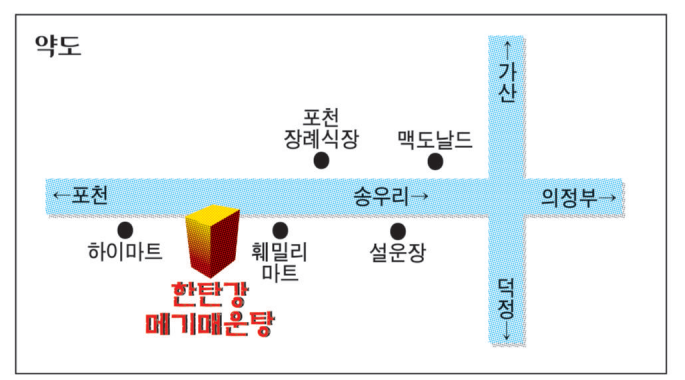 약도
↑
가
산
포천
장례식장
맥도날드
←포천
송우리→
의정부→
하이마트
훼밀리
마트
설운장
한탄강
메기매운탕
덕
정
↓